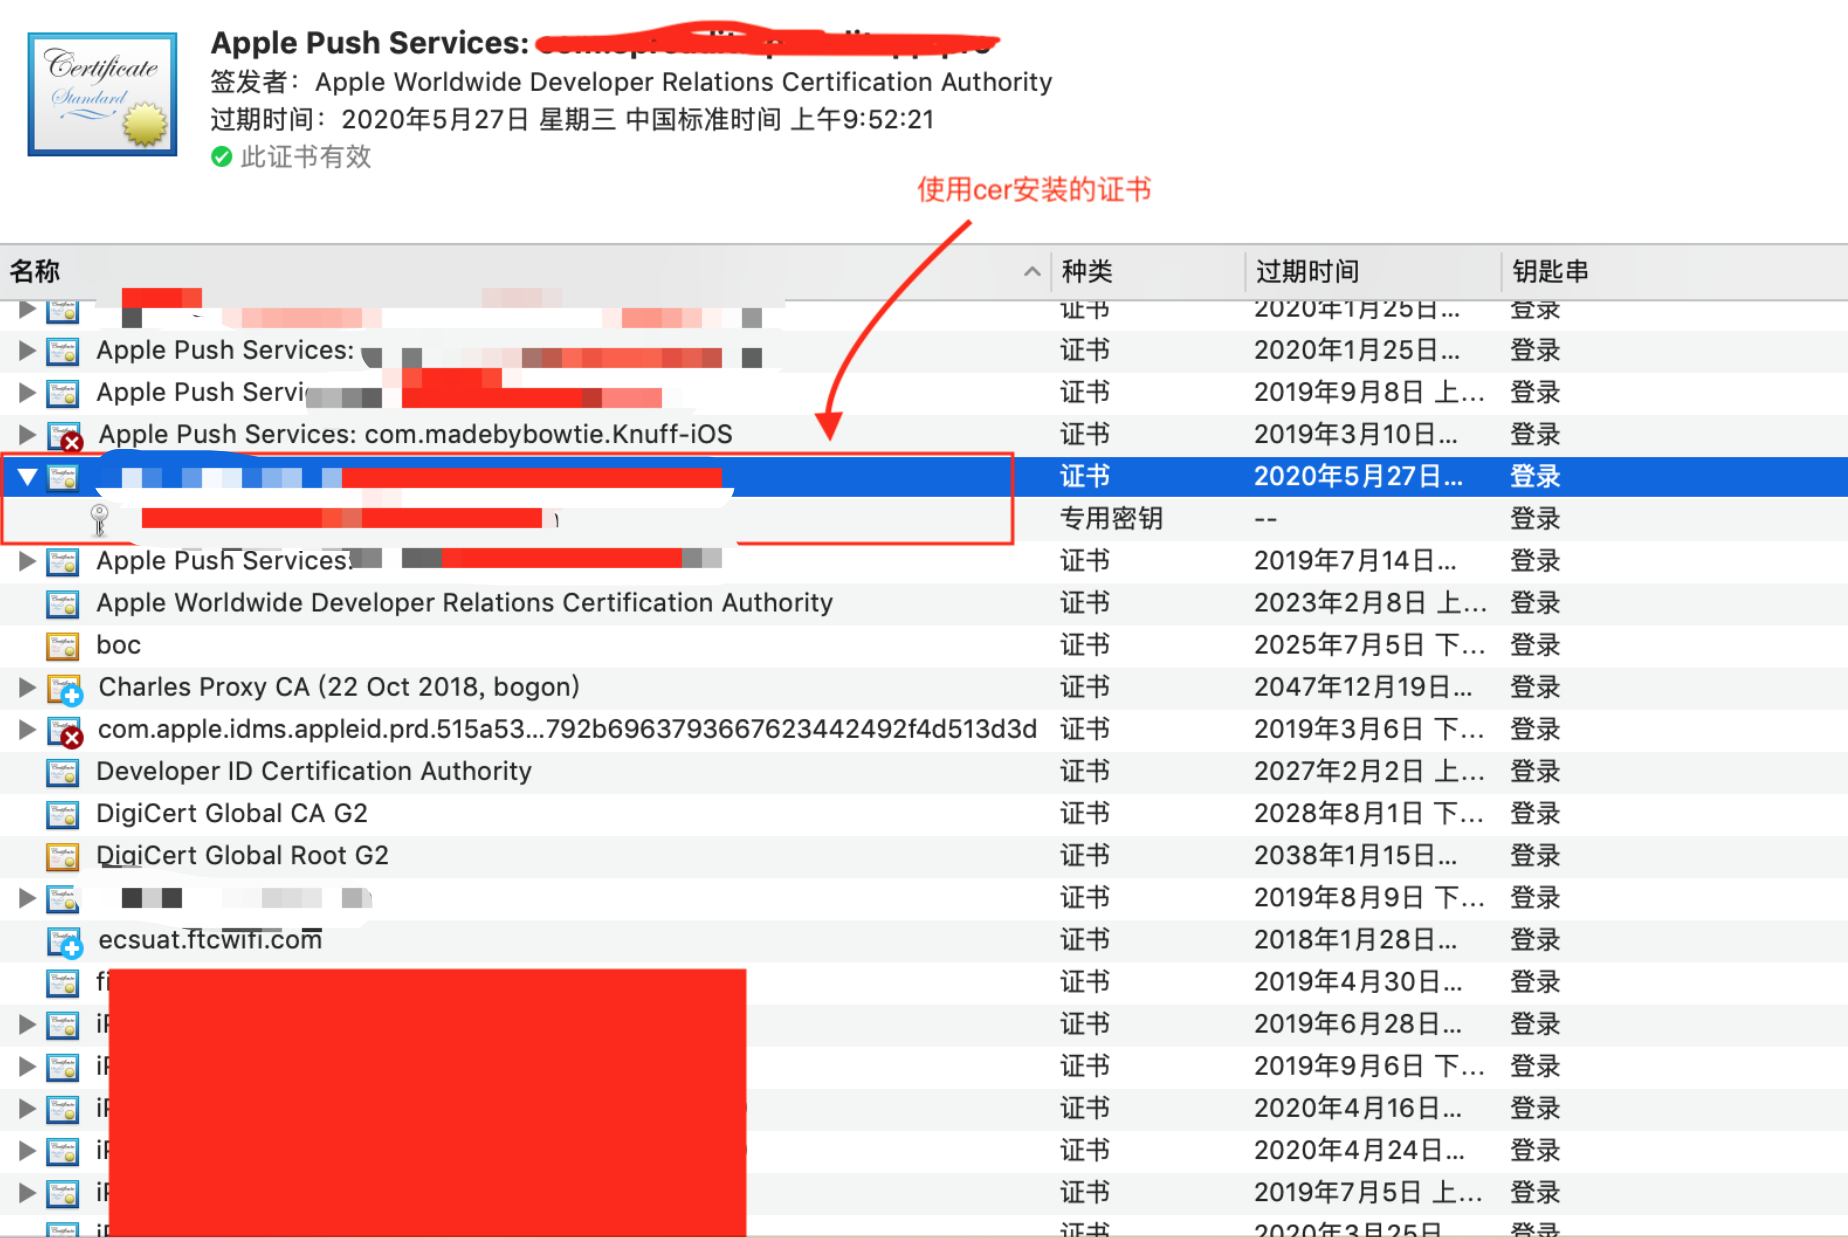 Certificate
Standard
Apple Push Services:
签发者：Apple Worldwide Developer Relations Certification Authority
过期时间：2020年5月27日 星期三 中国标准时间 上午9:52:21
此证书有效
使用cer安装的证书
名称 种类 过期时间 钥匙串
证书 2020年1月25日... 登录
Apple Push Services: 证书 2020年1月25日... 登录
Apple Push Servi 证书 2019年9月8日 上... 登录
Apple Push Services: com.madebybowtie.Knuff-iOS 证书 2019年3月10日... 登录
证书 2020年5月27日... 登录
专用密钥 -- 登录
Apple Push Services: 证书 2019年7月14日... 登录
Apple Worldwide Developer Relations Certification Authority 证书 2023年2月8日 上... 登录
boc 证书 2025年7月5日 下... 登录
Charles Proxy CA (22 Oct 2018, bogon) 证书 2047年12月19日... 登录
com.apple.idms.appleid.prd.515a53...792b6963793667623442492f4d513d3d 证书 2019年3月6日 下... 登录
Developer ID Certification Authority 证书 2027年2月2日 上... 登录
DigiCert Global CA G2 证书 2028年8月1日 下... 登录
DigiCert Global Root G2 证书 2038年1月15日... 登录
证书 2019年8月9日 下... 登录
ecsuat.ftcwifi.com 证书 2018年1月28日... 登录
证书 2019年4月30日... 登录
证书 2019年6月28日... 登录
证书 2019年9月6日 下... 登录
证书 2020年4月16日... 登录
证书 2020年4月24日... 登录
证书 2019年7月5日 上... 登录
证书 2020年3月25日 登录